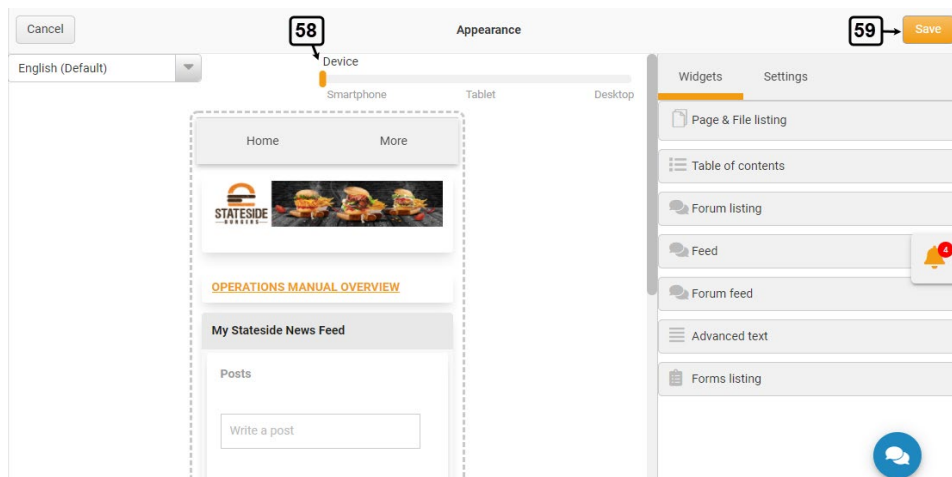 Cancel
58
Appearance
59
Save
English (Default)
Device
Smartphone
Tablet
Desktop
Widgets
Settings
Home
More
Page & File listing
Table of contents
STATESIDE
BURGERS
Forum listing
Feed
4
OPERATIONS MANUAL OVERVIEW
Forum feed
My Stateside News Feed
Advanced text
Posts
Forms listing
Write a post